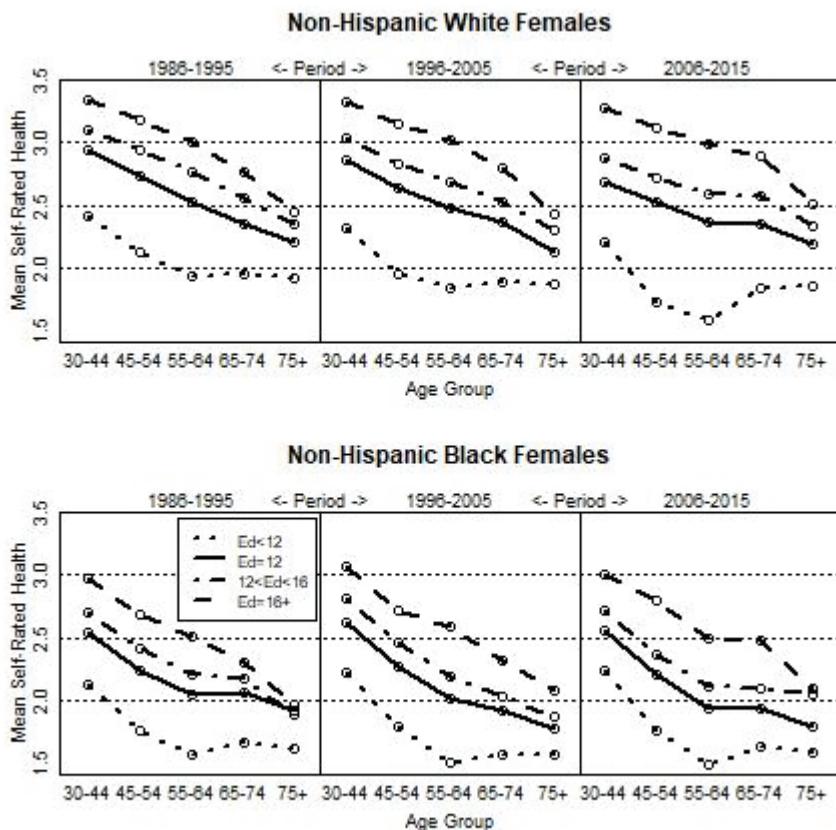 Non-Hispanic White Females
1986-1995 <- Period -> 1996-2005 <- Period -> 2006-2015
Mean Self-Rated Health
3.5
3.0
2.5
2.0
1.5
30-44 45-54 55-64 65-74 75+ 30-44 45-54 55-64 65-74 75+ 30-44 45-54 55-64 65-74 75+
Age Group
Non-Hispanic Black Females
1986-1995 <- Period -> 1996-2005 <- Period -> 2006-2015
Mean Self-Rated Health
3.5
3.0
2.5
2.0
1.5
Ed<12
Ed=12
12<Ed<16
Ed=16+
30-44 45-54 55-64 65-74 75+ 30-44 45-54 55-64 65-74 75+ 30-44 45-54 55-64 65-74 75+
Age Group